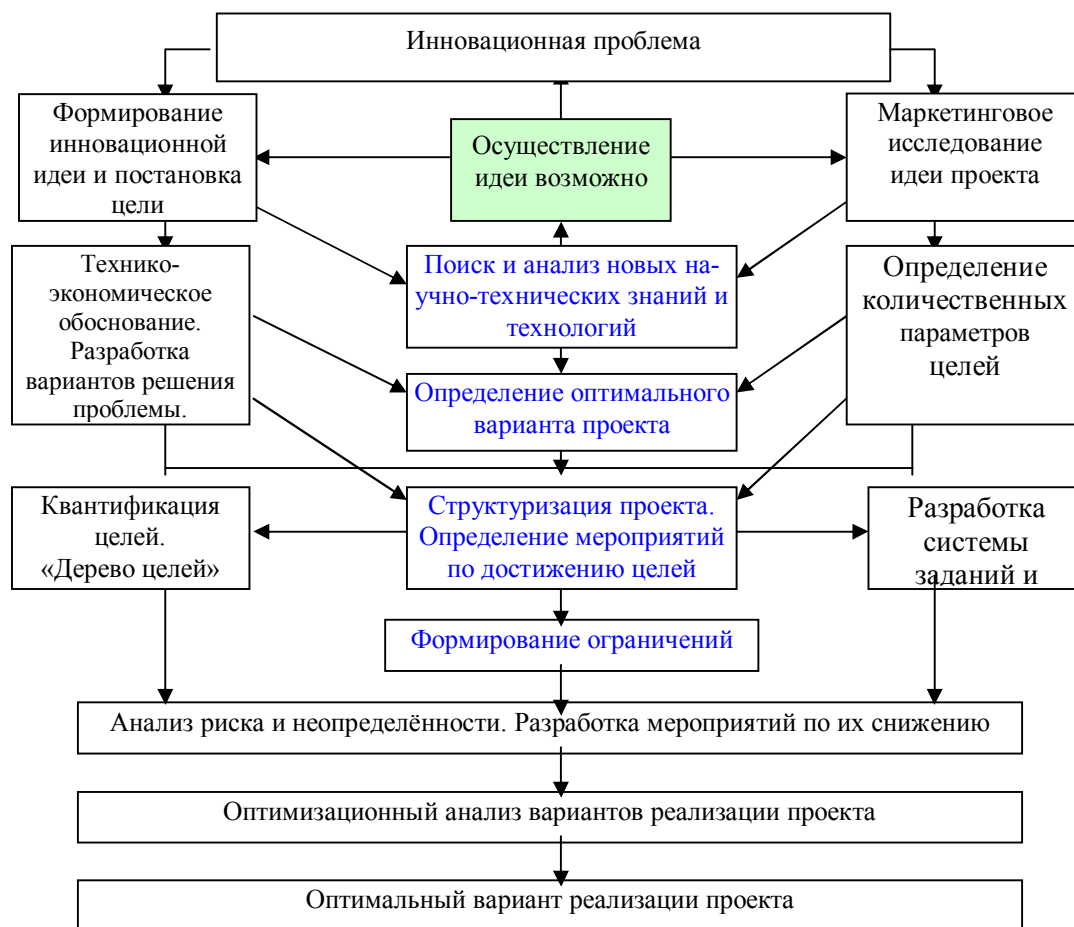 Инновационная проблема
Формирование
инновационной
идеи и постановка
цели
Осуществление
идеи возможно
Маркетинговое
исследование
идеи проекта
Технико-
экономическое
обоснование.
Разработка
вариантов решения
проблемы.
Поиск и анализ новых на-
учно-технических знаний и
технологий
Определение
количественных
параметров
целей
Определение оптимального
варианта проекта
Квантификация
целей.
«Дерево целей»
Структуризация проекта.
Определение мероприятий
по достижению целей
Разработка
системы
заданий и
Формирование ограничений
Анализ риска и неопределённости. Разработка мероприятий по их снижению
Оптимизационный анализ вариантов реализации проекта
Оптимальный вариант реализации проекта